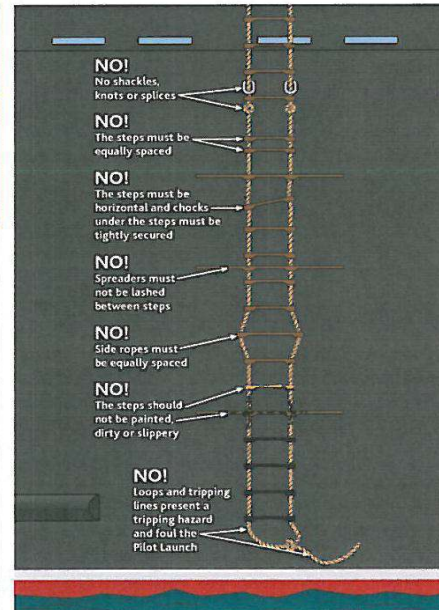 NO!
No shackles,
knots or splices
NO!
The steps must be
equally spaced
NO!
The steps must be
horizontal and chocks
under the steps must be
tightly secured
NO!
Spreaders must
not be lashed
between steps
NO!
Side ropes must
be equally spaced
NO!
The steps should
not be painted,
dirty or slippery
NO!
Loops and tripping
lines present a
tripping hazard
and foul the
Pilot Launch